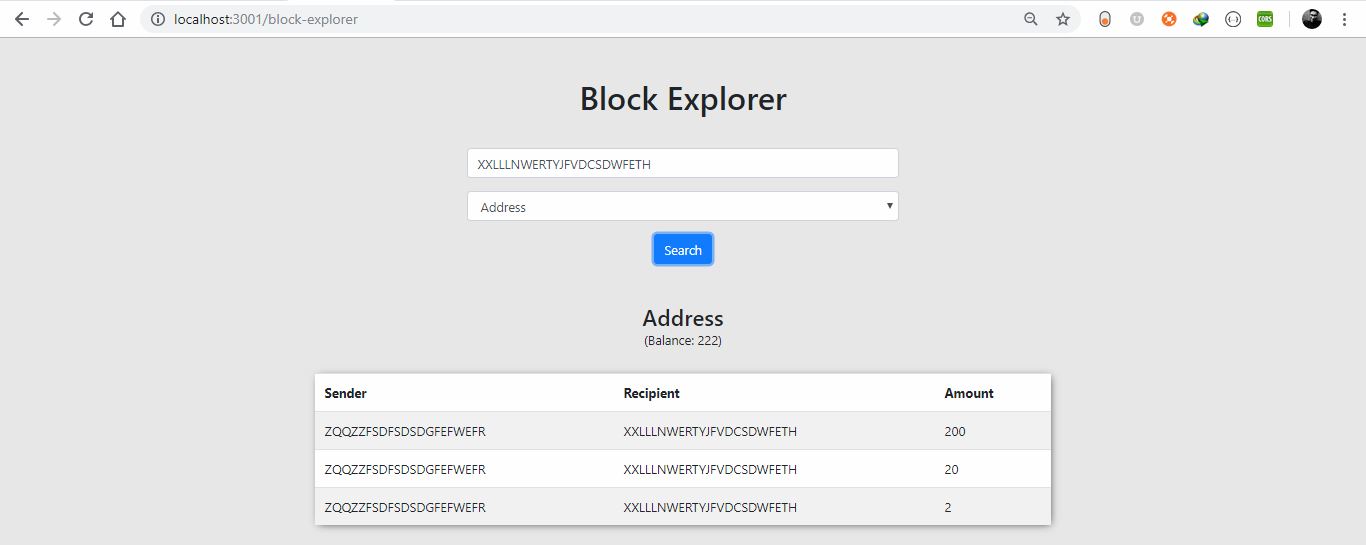 localhost:3001/block-explorer
CORS
Block Explorer
XXLLLNWERTYJFVDCSDWFETH
Address
Search
Address
(Balance: 222)
Sender Recipient Amount
ZQQZZFSDFSDSDGFEFWEFR XXLLLNWERTYJFVDCSDWFETH 200
ZQQZZFSDFSDSDGFEFWEFR XXLLLNWERTYJFVDCSDWFETH 20
ZQQZZFSDFSDSDGFEFWEFR XXLLLNWERTYJFVDCSDWFETH 2